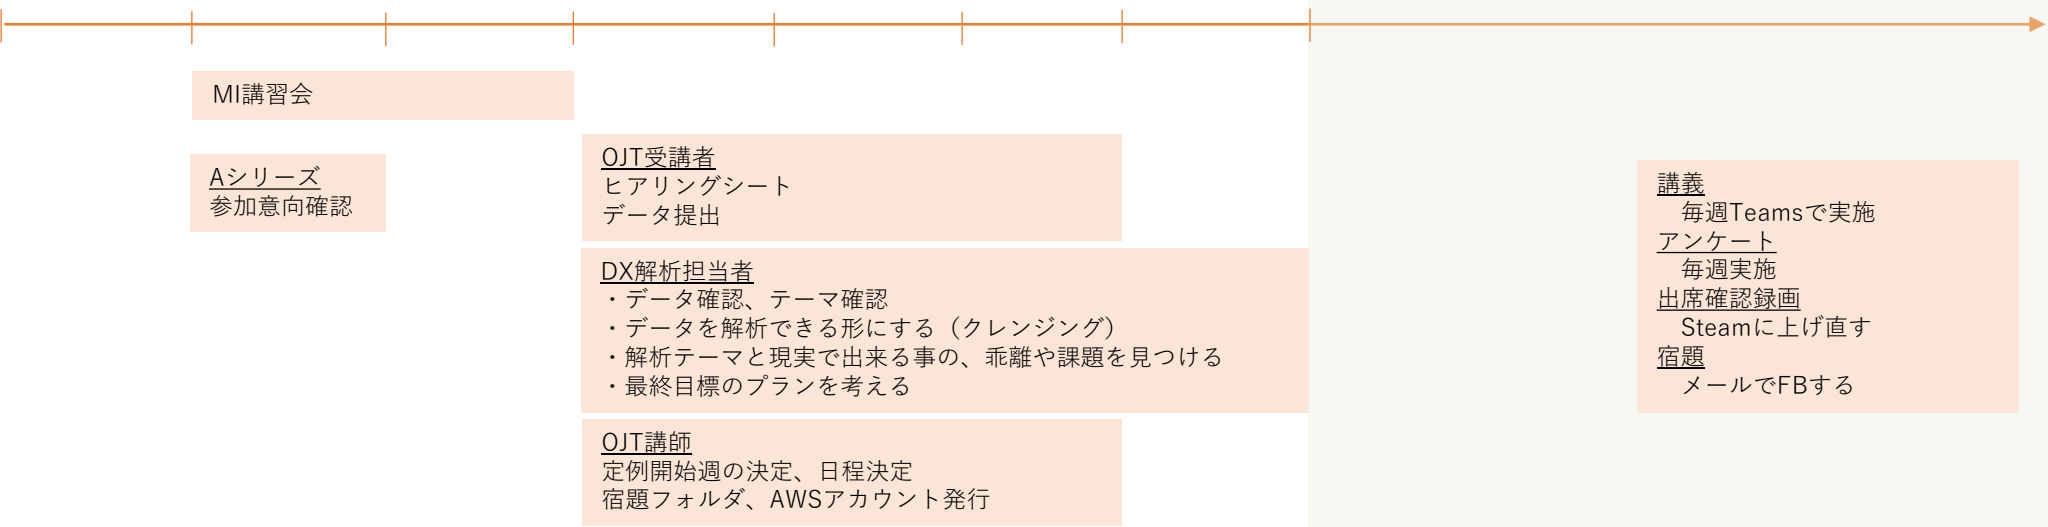 MI講習会
Aシリーズ
参加意向確認
OJT受講者
ヒアリングシート
データ提出
DX解析担当者
・データ確認、テーマ確認
・データを解析できる形にする（クレンジング）
・解析テーマと現実で出来る事の、乖離や課題を見つける
・最終目標のプランを考える
OJT講師
定例開始週の決定、日程決定
宿題フォルダ、AWSアカウント発行
講義
毎週Teamsで実施
アンケート
毎週実施
出席確認録画
Steamに上げ直す
宿題
メールでFBする